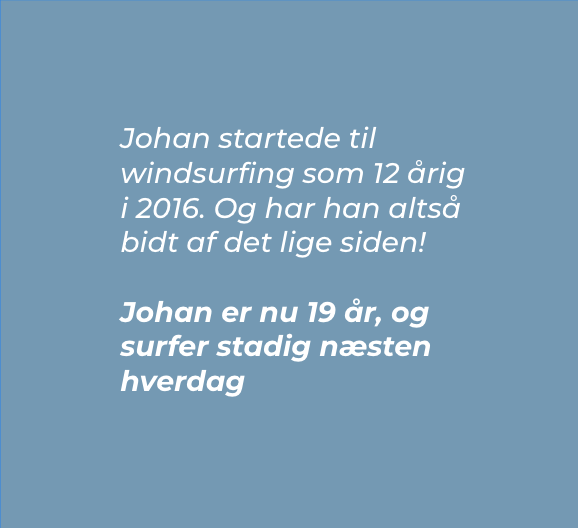 Johan startede til
windsurfing som 12 årig
i 2016. Og har han altså
bidt af det lige siden!
Johan er nu 19 år, og
surfer stadig næsten
hverdag